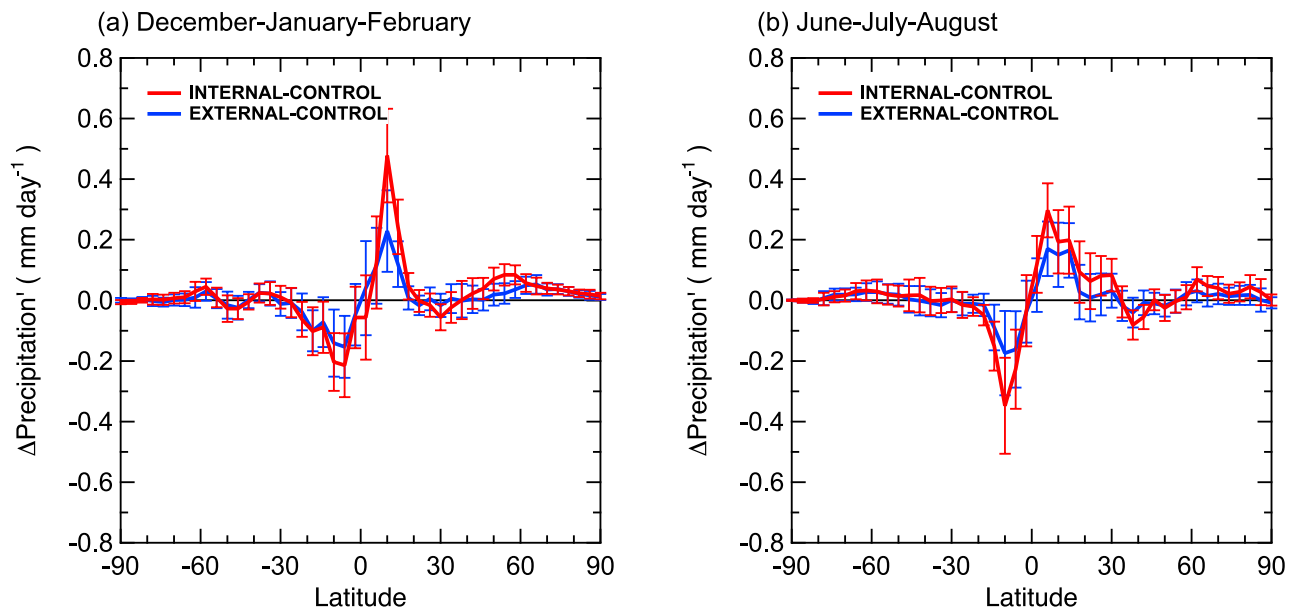 (a) December-January-February
0.8
0.6
0.4
0.2
0.0
-0.2
-0.4
-0.6
-0.8
ΔPrecipitation' ( mm day-1)
INTERNAL-CONTROL
EXTERNAL-CONTROL
-90 -60 -30 0 30 60 90
Latitude
(b) June-July-August
0.8
0.6
0.4
0.2
0.0
-0.2
-0.4
-0.6
-0.8
ΔPrecipitation' ( mm day-1)
INTERNAL-CONTROL
EXTERNAL-CONTROL
-90 -60 -30 0 30 60 90
Latitude